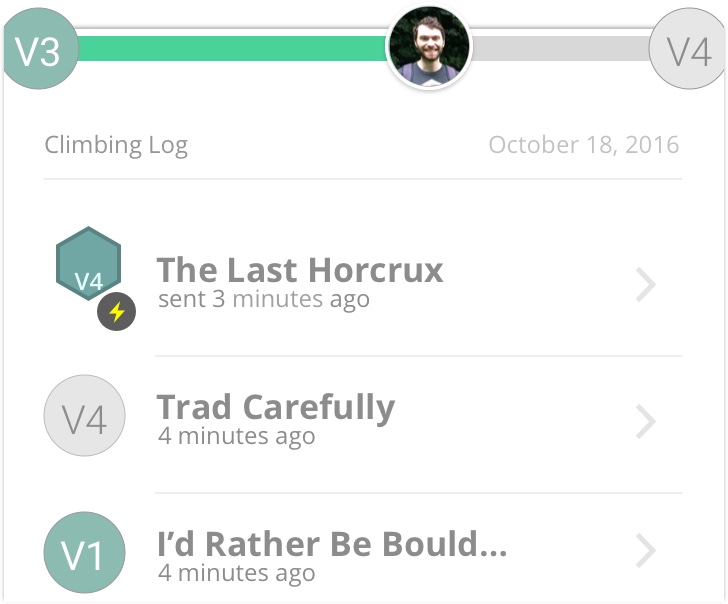 V3 V4
Climbing Log October 18, 2016
V4
The Last Horcrux
sent 3 minutes ago
V4
Trad Carefully
4 minutes ago
V1
I’d Rather Be Bould...
4 minutes ago